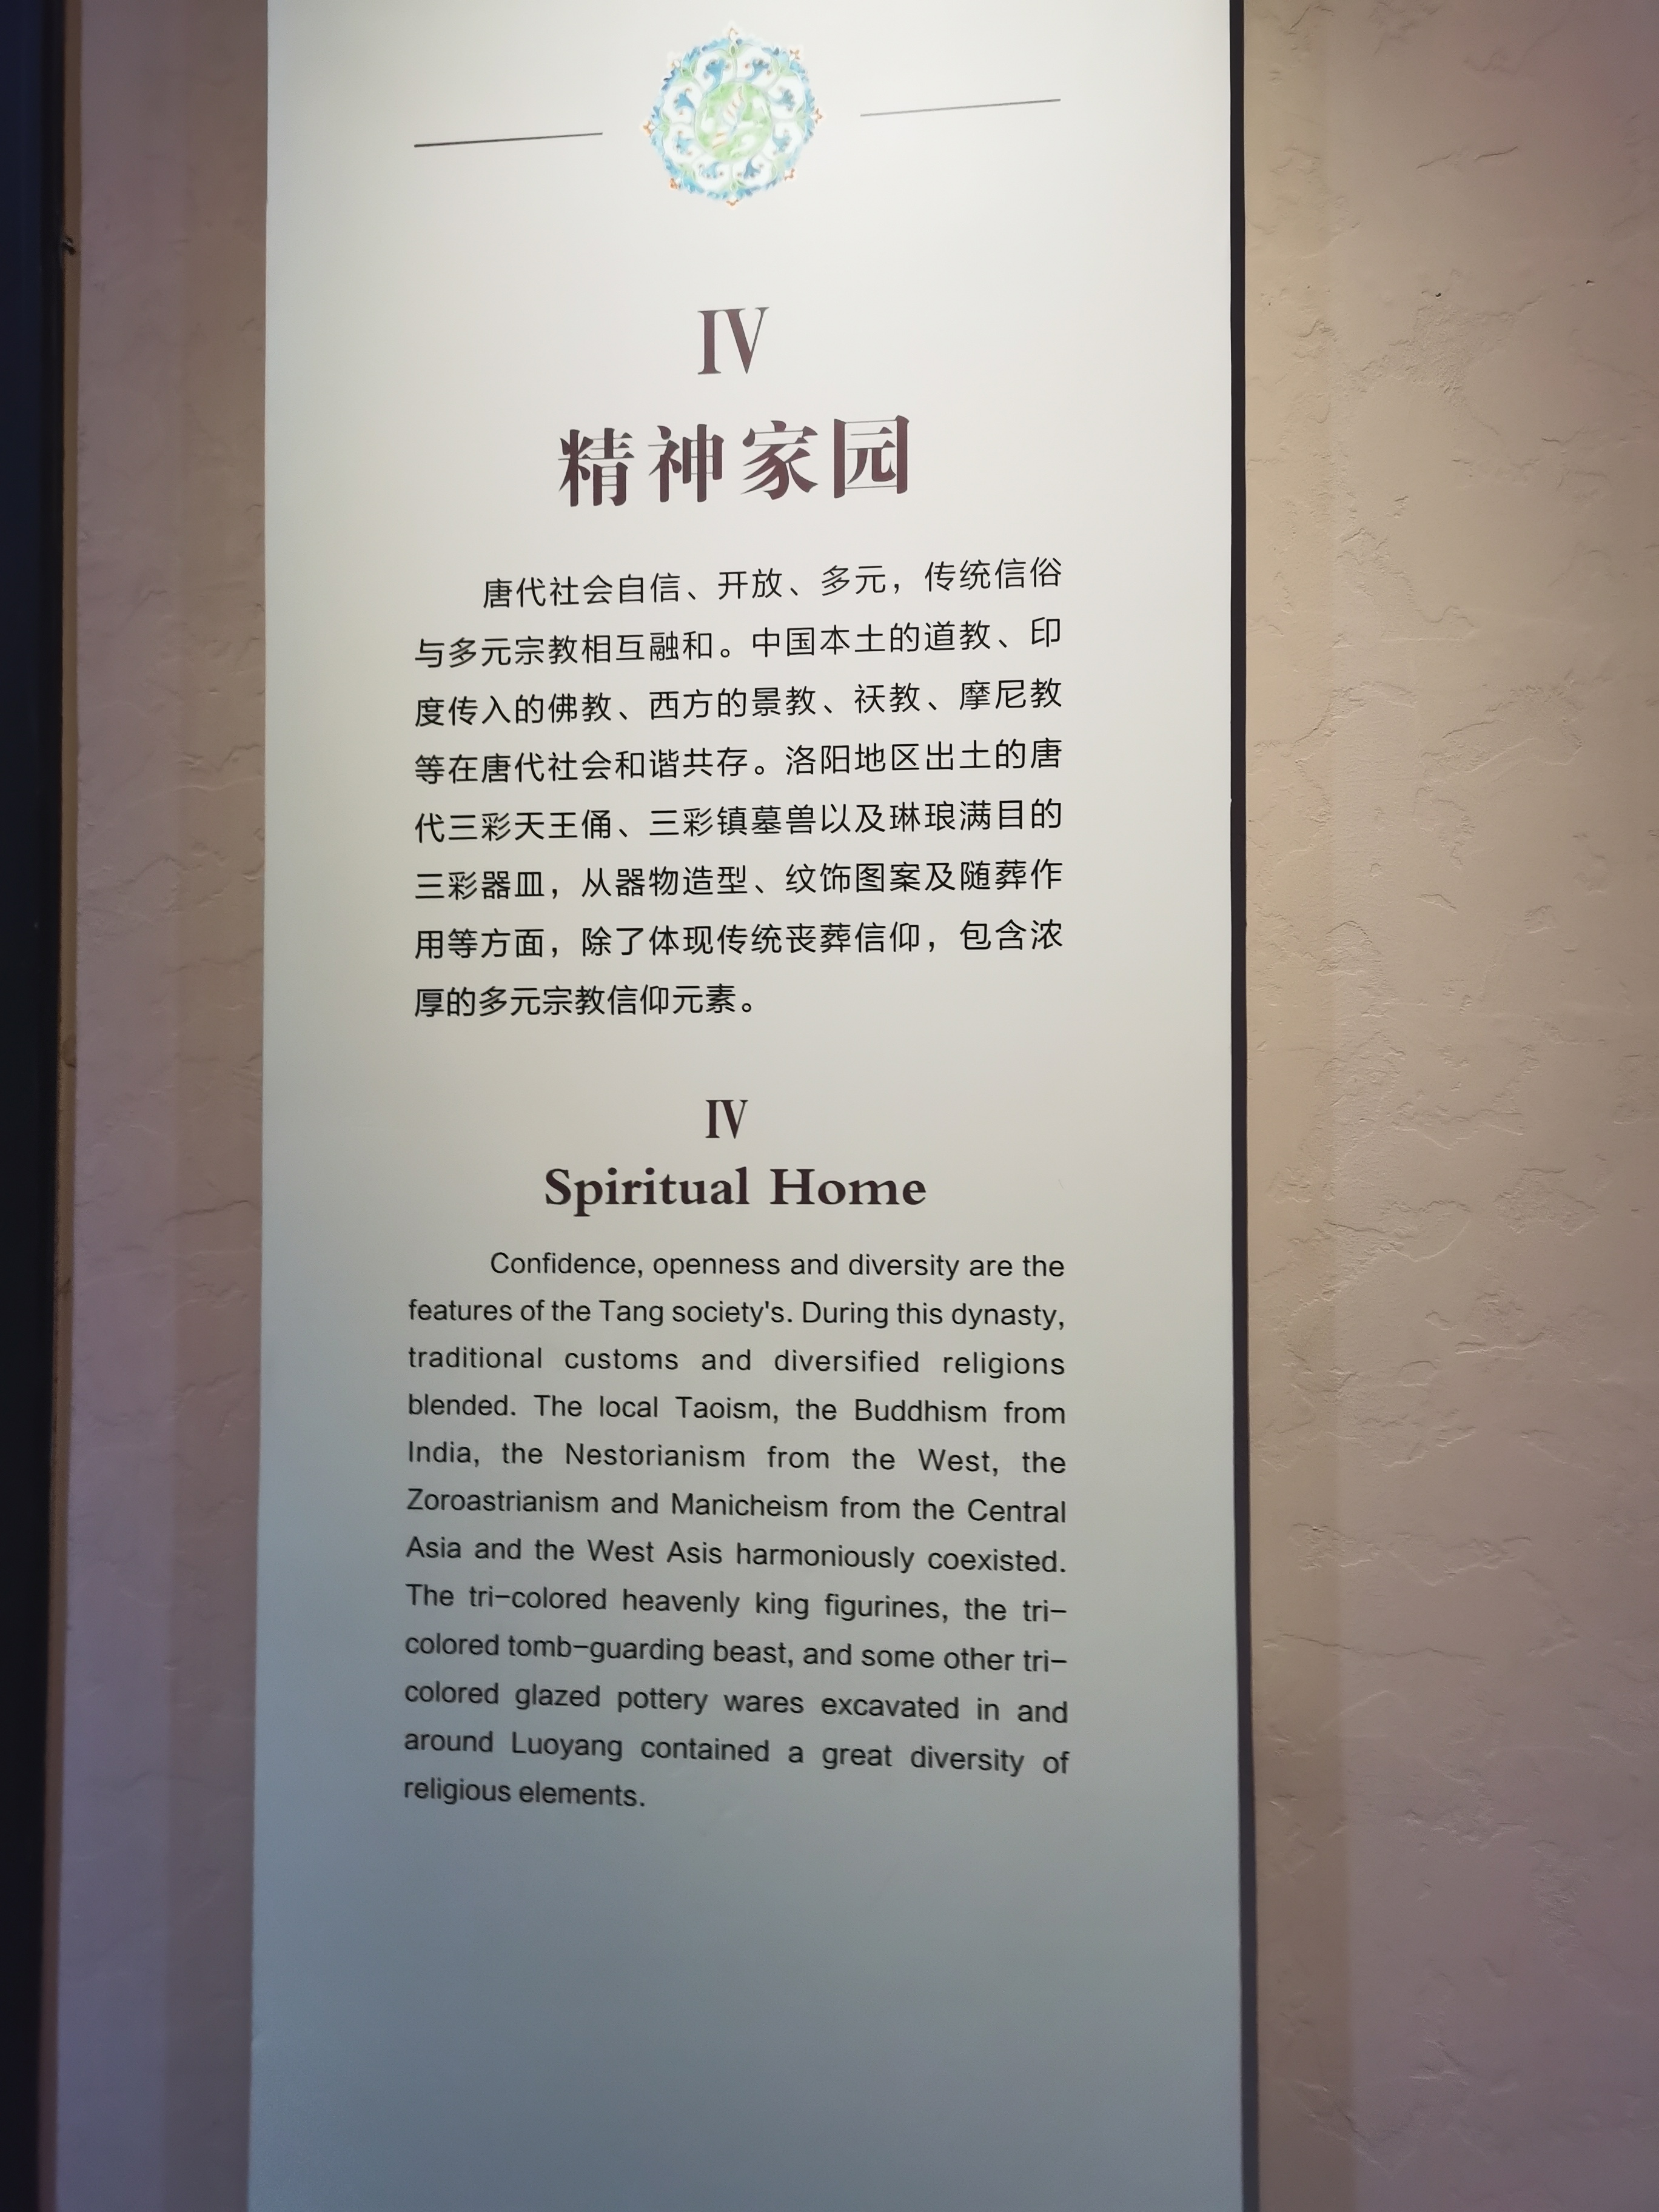 IV
精神家园
唐代社会自信、开放、多元，传统信俗
与多元宗教相互融和。中国本土的道教、印
度传入的佛教、西方的景教、祆教、摩尼教
等在唐代社会和谐共存。洛阳地区出土的唐
代三彩天王俑、三彩镇墓兽以及琳琅满目的
三彩器皿，从器物造型、纹饰图案及随葬作
用等方面，除了体现传统丧葬信仰，包含浓
厚的多元宗教信仰元素。
IV
Spiritual Home
Confidence, openness and diversity are the
features of the Tang society's. During this dynasty,
traditional customs and diversified religions
blended. The local Taoism, the Buddhism from
India, the Nestorianism from the West, the
Zoroastrianism and Manicheism from the Central
Asia and the West Asis harmoniously coexisted.
The tri-colored heavenly king figurines, the tri-
colored tomb-guarding beast, and some other tri-
colored glazed pottery wares excavated in and
around Luoyang contained a great diversity of
religious elements.